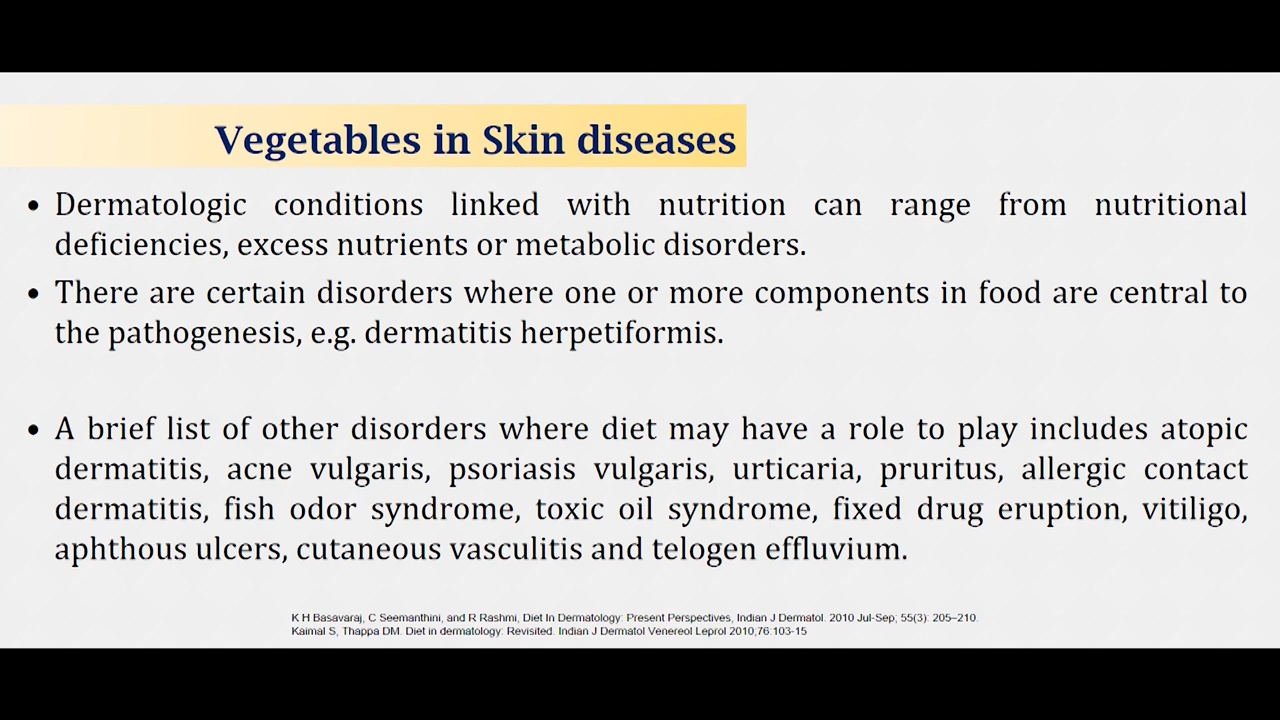 Vegetables in Skin diseases
• Dermatologic conditions linked with nutrition can range from nutritional
deficiencies, excess nutrients or metabolic disorders.
• There are certain disorders where one or more components in food are central to
the pathogenesis, e.g. dermatitis herpetiformis.
• A brief list of other disorders where diet may have a role to play includes atopic
dermatitis, acne vulgaris, psoriasis vulgaris, urticaria, pruritus, allergic contact
dermatitis, fish odor syndrome, toxic oil syndrome, fixed drug eruption, vitiligo,
aphthous ulcers, cutaneous vasculitis and telogen effluvium.
K H Basavaraj, C Seemanthini, and R Rashmi, Diet In Dermatology: Present Perspectives, Indian J Dermatol. 2010 Jul-Sep; 55(3): 205–210.
Kaimal S, Thappa DM. Diet in dermatology: Revisited. Indian J Dermatol Venereol Leprol 2010;76:103-15